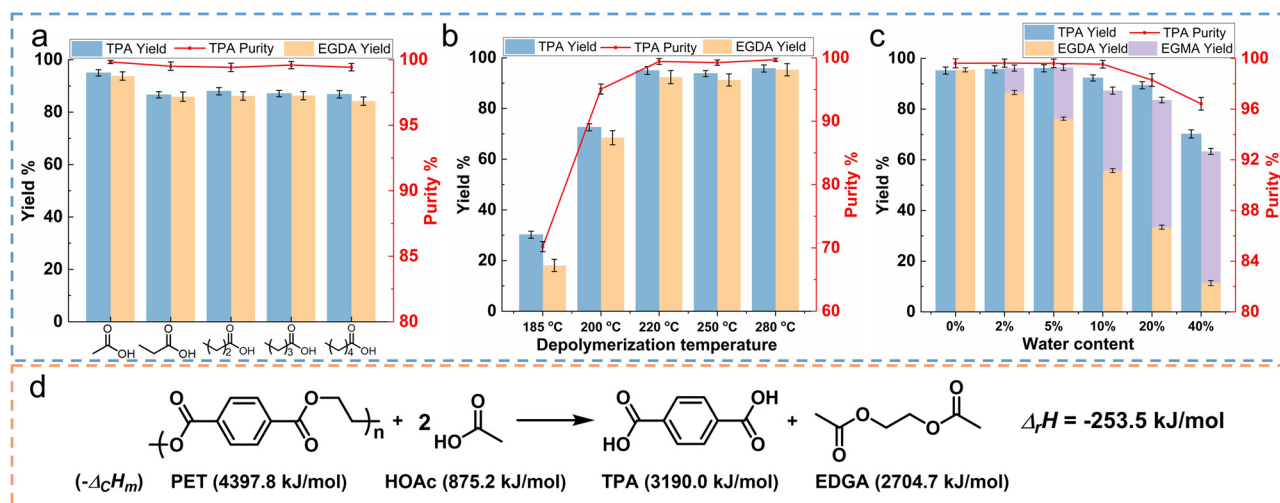 a
TPA Yield TPA Purity EGDA Yield
Yield %
100
80
60
40
20
0
Purity %
100
95
90
85
80
O
OH
O
OH
O
( )2 OH
O
( )3 OH
O
( )4 OH
b
TPA Yield TPA Purity EGDA Yield
Yield %
100
80
60
40
20
0
Purity %
100
90
80
70
60
185 °C 200 °C 220 °C 250 °C 280 °C
Depolymerization temperature
c
TPA Yield TPA Purity
EGDA Yield EGMA Yield
Yield %
100
80
60
40
20
0
Purity %
100
96
92
88
84
80
0% 2% 5% 10% 20% 40%
Water content
d
O
O
O
O
n
+ 2
O
HO
O
OH
HO
O
+
O
O
O
O
ΔrH = -253.5 kJ/mol
(-ΔCHm) PET (4397.8 kJ/mol) HOAc (875.2 kJ/mol) TPA (3190.0 kJ/mol) EDGA (2704.7 kJ/mol)